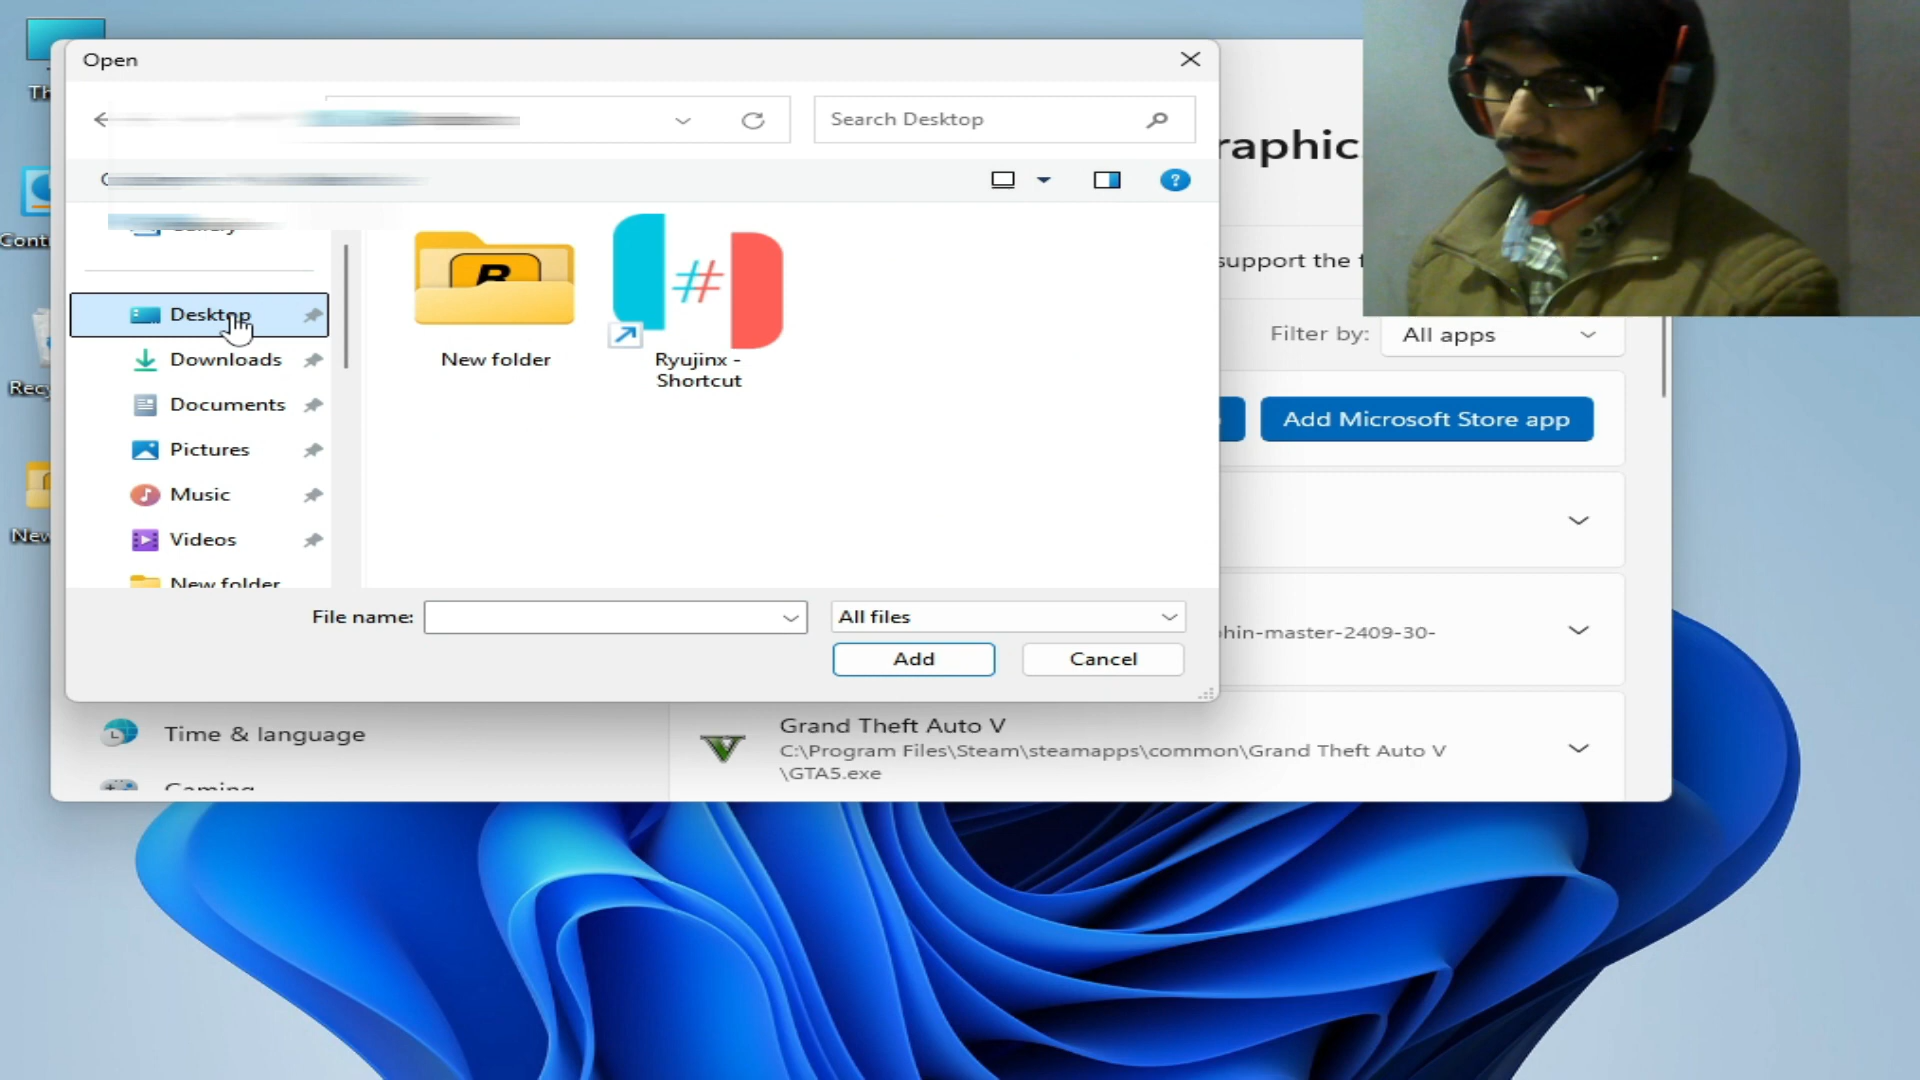 Open
Search Desktop
Gallery
Desktop
Downloads
Documents
Pictures
Music
Videos
New folder
New folder
Ryujinx -
Shortcut
File name:
All files
Add
Cancel
raphic
support the f
Filter by:
All apps
Add Microsoft Store app
hin-master-2409-30-
Grand Theft Auto V
C:\Program Files\Steam\steamapps\common\Grand Theft Auto V
\GTA5.exe
Time & language
Gaming
Th
Cont
Recy
New